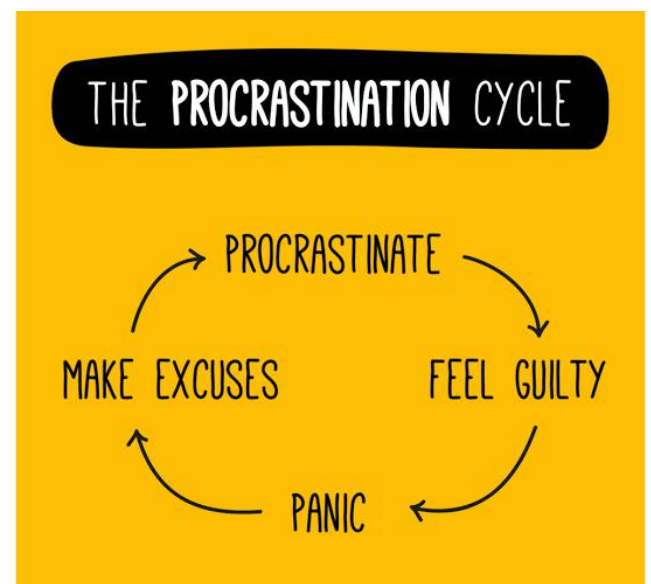 THE PROCRASTINATION CYCLE
PROCRASTINATE
FEEL GUILTY
PANIC
MAKE EXCUSES